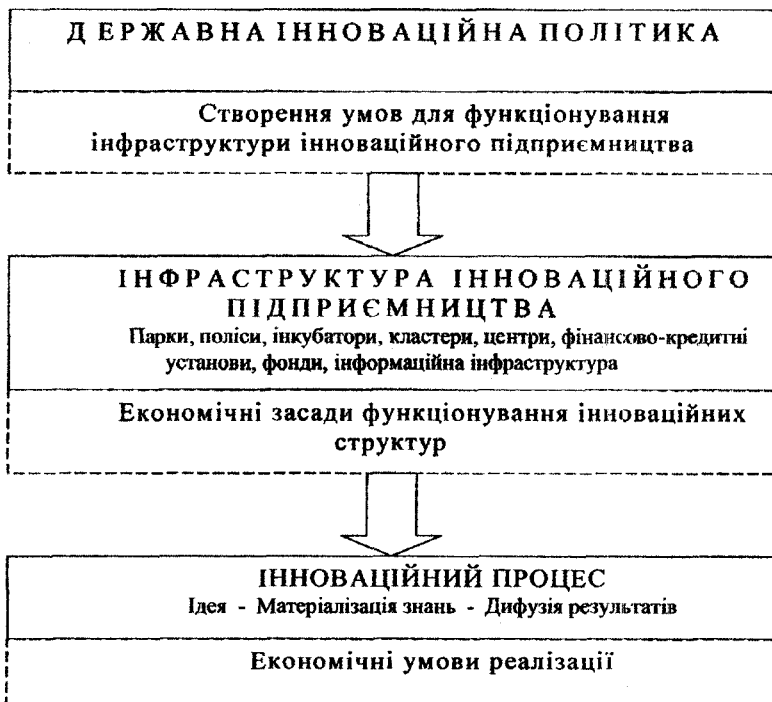 ДЕРЖАВНА ІННОВАЦІЙНА ПОЛІТИКА
Створення умов для функціонування
інфраструктури інноваційного підприємництва
ІНФРАСТРУКТУРА ІННОВАЦІЙНОГО
ПІДПРИЄМНИЦТВА
Парки, поліси, інкубатори, кластери, центри, фінансово-кредитні
установи, фонди, інформаційна інфраструктура
Економічні засади функціонування інноваційних
структур
ІННОВАЦІЙНИЙ ПРОЦЕС
Ідея - Матеріалізація знань - Дифузія результатів
Економічні умови реалізації